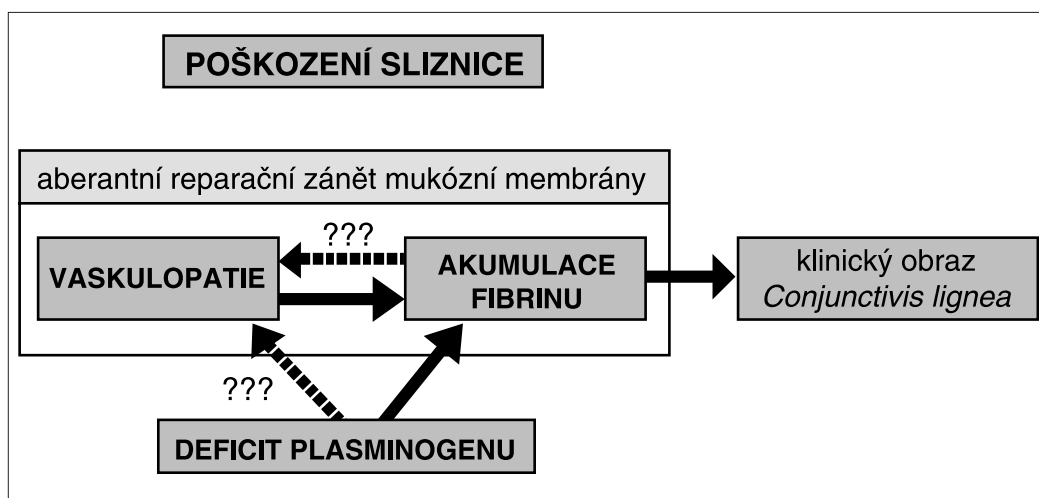 POŠKOZENÍ SLIZNICE
aberantní reparační zánět mukózní membrány
???
VASKULOPATIE
AKUMULACE
FIBRINU
klinický obraz
Conjunctivis lignea
???
DEFICIT PLASMINOGENU